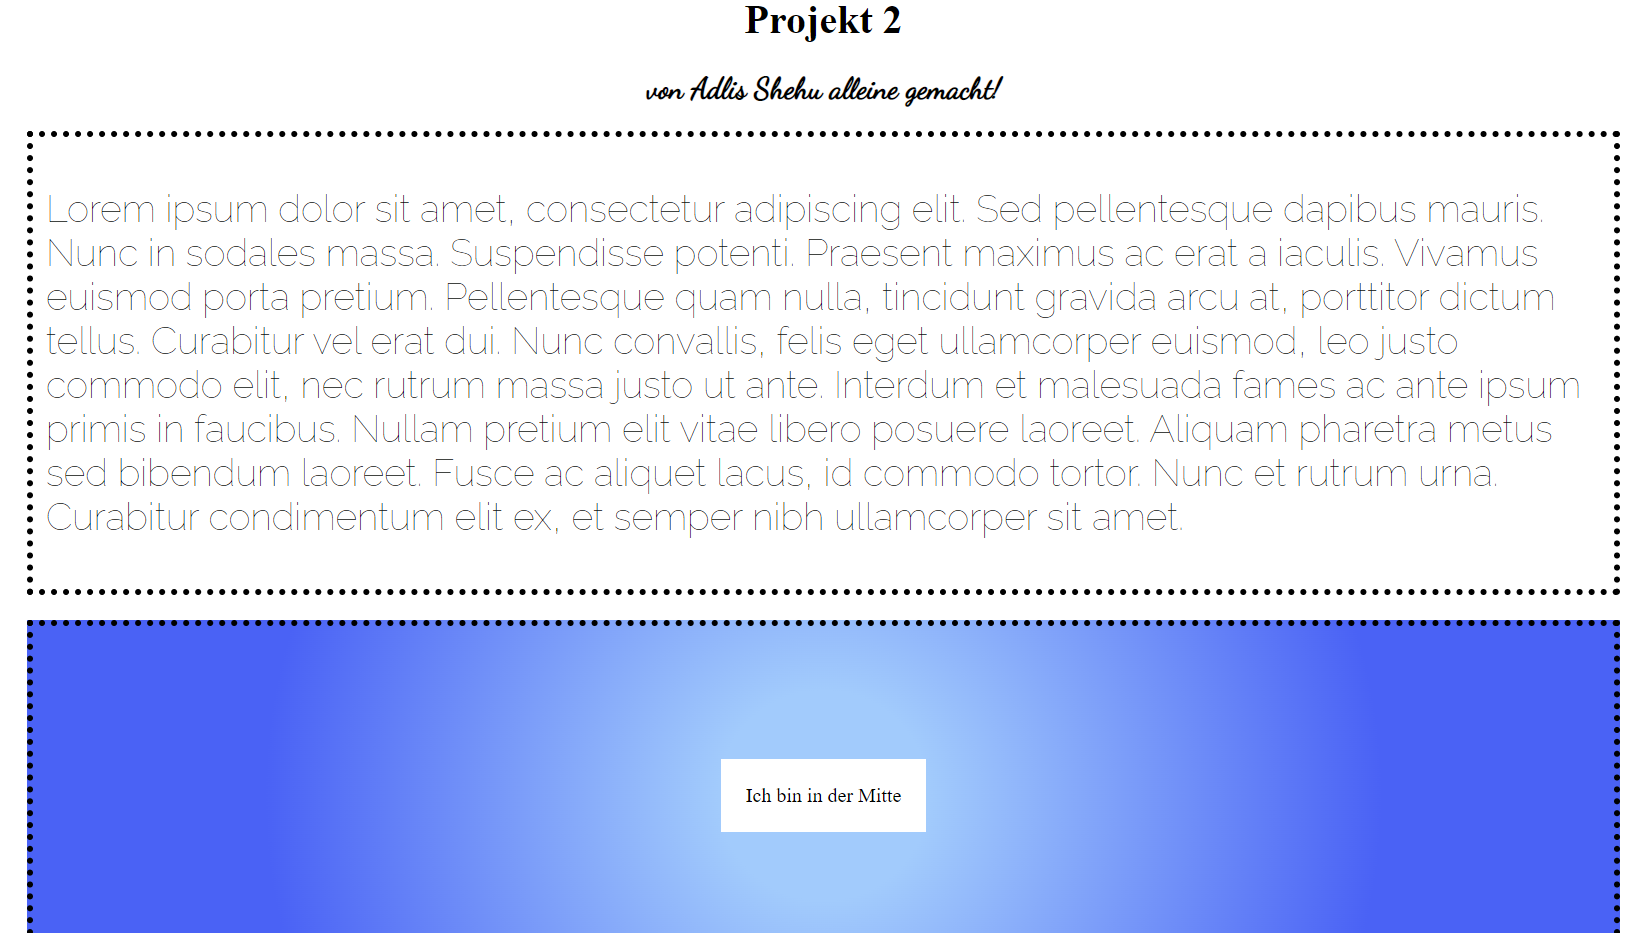 Projekt 2
von Adlis Shehu alleine gemacht!
Lorem ipsum dolor sit amet, consectetur adipiscing elit. Sed pellentesque dapibus mauris.
Nunc in sodales massa. Suspendisse potenti. Praesent maximus ac erat a iaculis. Vivamus
euismod porta pretium. Pellentesque quam nulla, tincidunt gravida arcu at, porttitor dictum
tellus. Curabitur vel erat dui. Nunc convallis, felis eget ullamcorper euismod, leo justo
commodo elit, nec rutrum massa justo ut ante. Interdum et malesuada fames ac ante ipsum
primis in faucibus. Nullam pretium elit vitae libero posuere laoreet. Aliquam pharetra metus
sed bibendum laoreet. Fusce ac aliquet lacus, id commodo tortor. Nunc et rutrum urna.
Curabitur condimentum elit ex, et semper nibh ullamcorper sit amet.
Ich bin in der Mitte